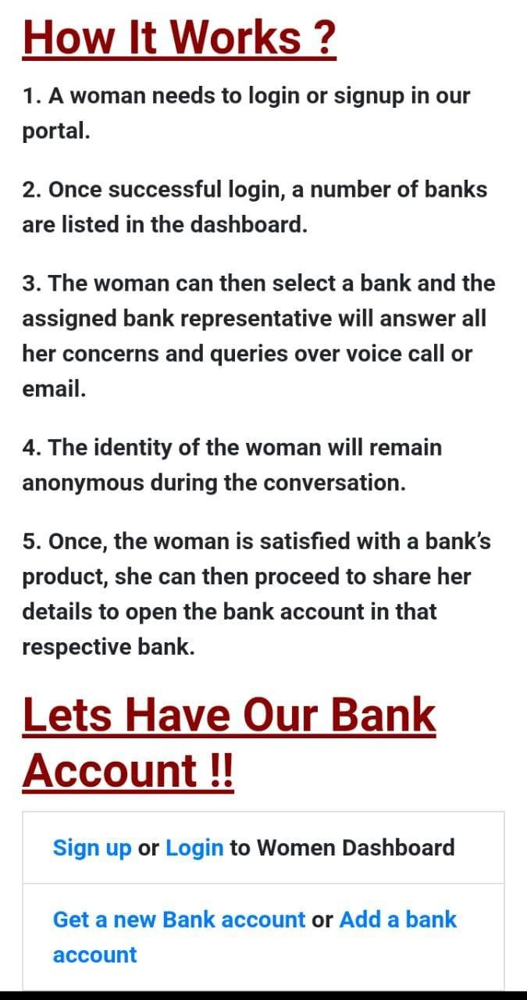 How It Works ?
1. A woman needs to login or signup in our
portal.
2. Once successful login, a number of banks
are listed in the dashboard.
3. The woman can then select a bank and the
assigned bank representative will answer all
her concerns and queries over voice call or
email.
4. The identity of the woman will remain
anonymous during the conversation.
5. Once, the woman is satisfied with a bank’s
product, she can then proceed to share her
details to open the bank account in that
respective bank.
Lets Have Our Bank
Account !!
Sign up or Login to Women Dashboard
Get a new Bank account or Add a bank
account